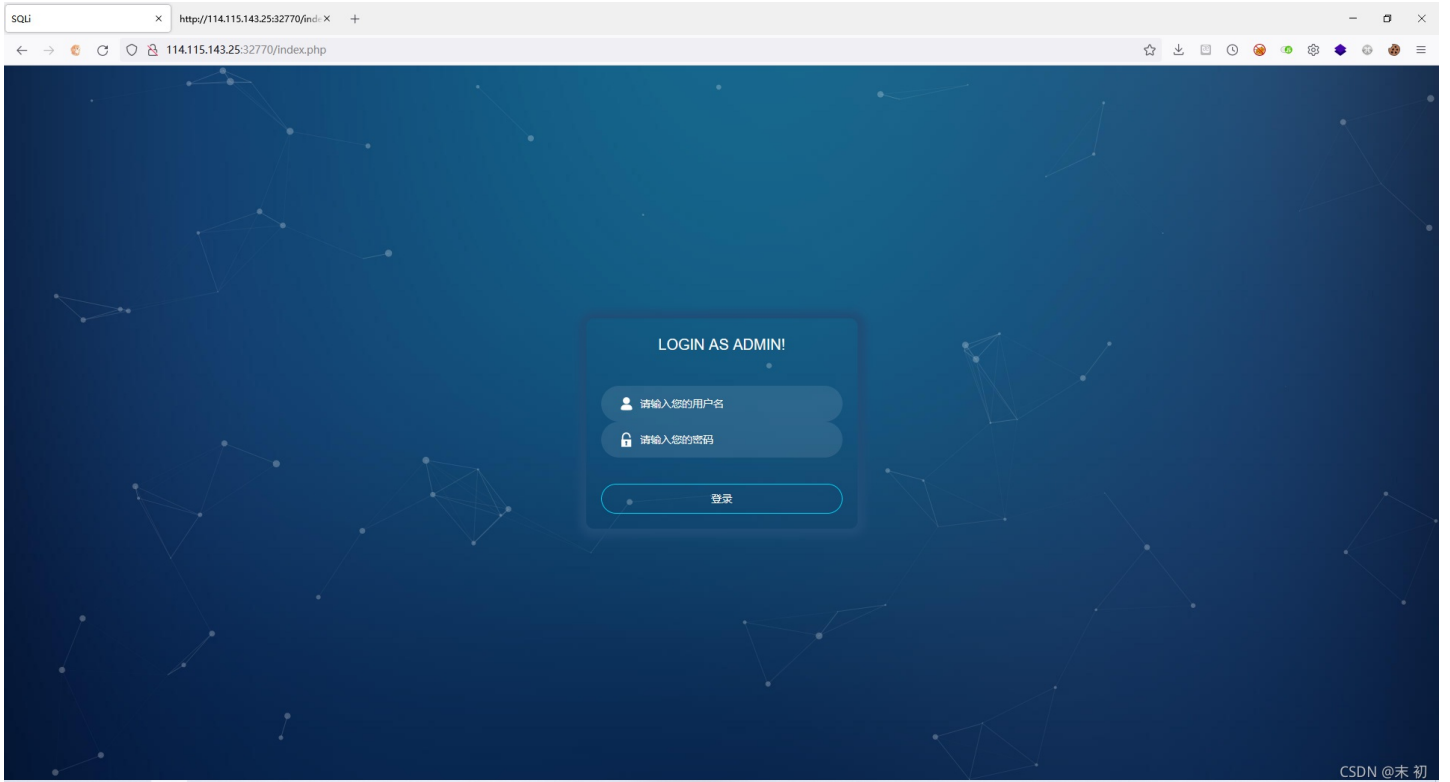 SQLi
http://114.115.143.25:32770/inde
114.115.143.25:32770/index.php
LOGIN AS ADMIN!
请输入您的用户名
请输入您的密码
登录
CSDN @末 初